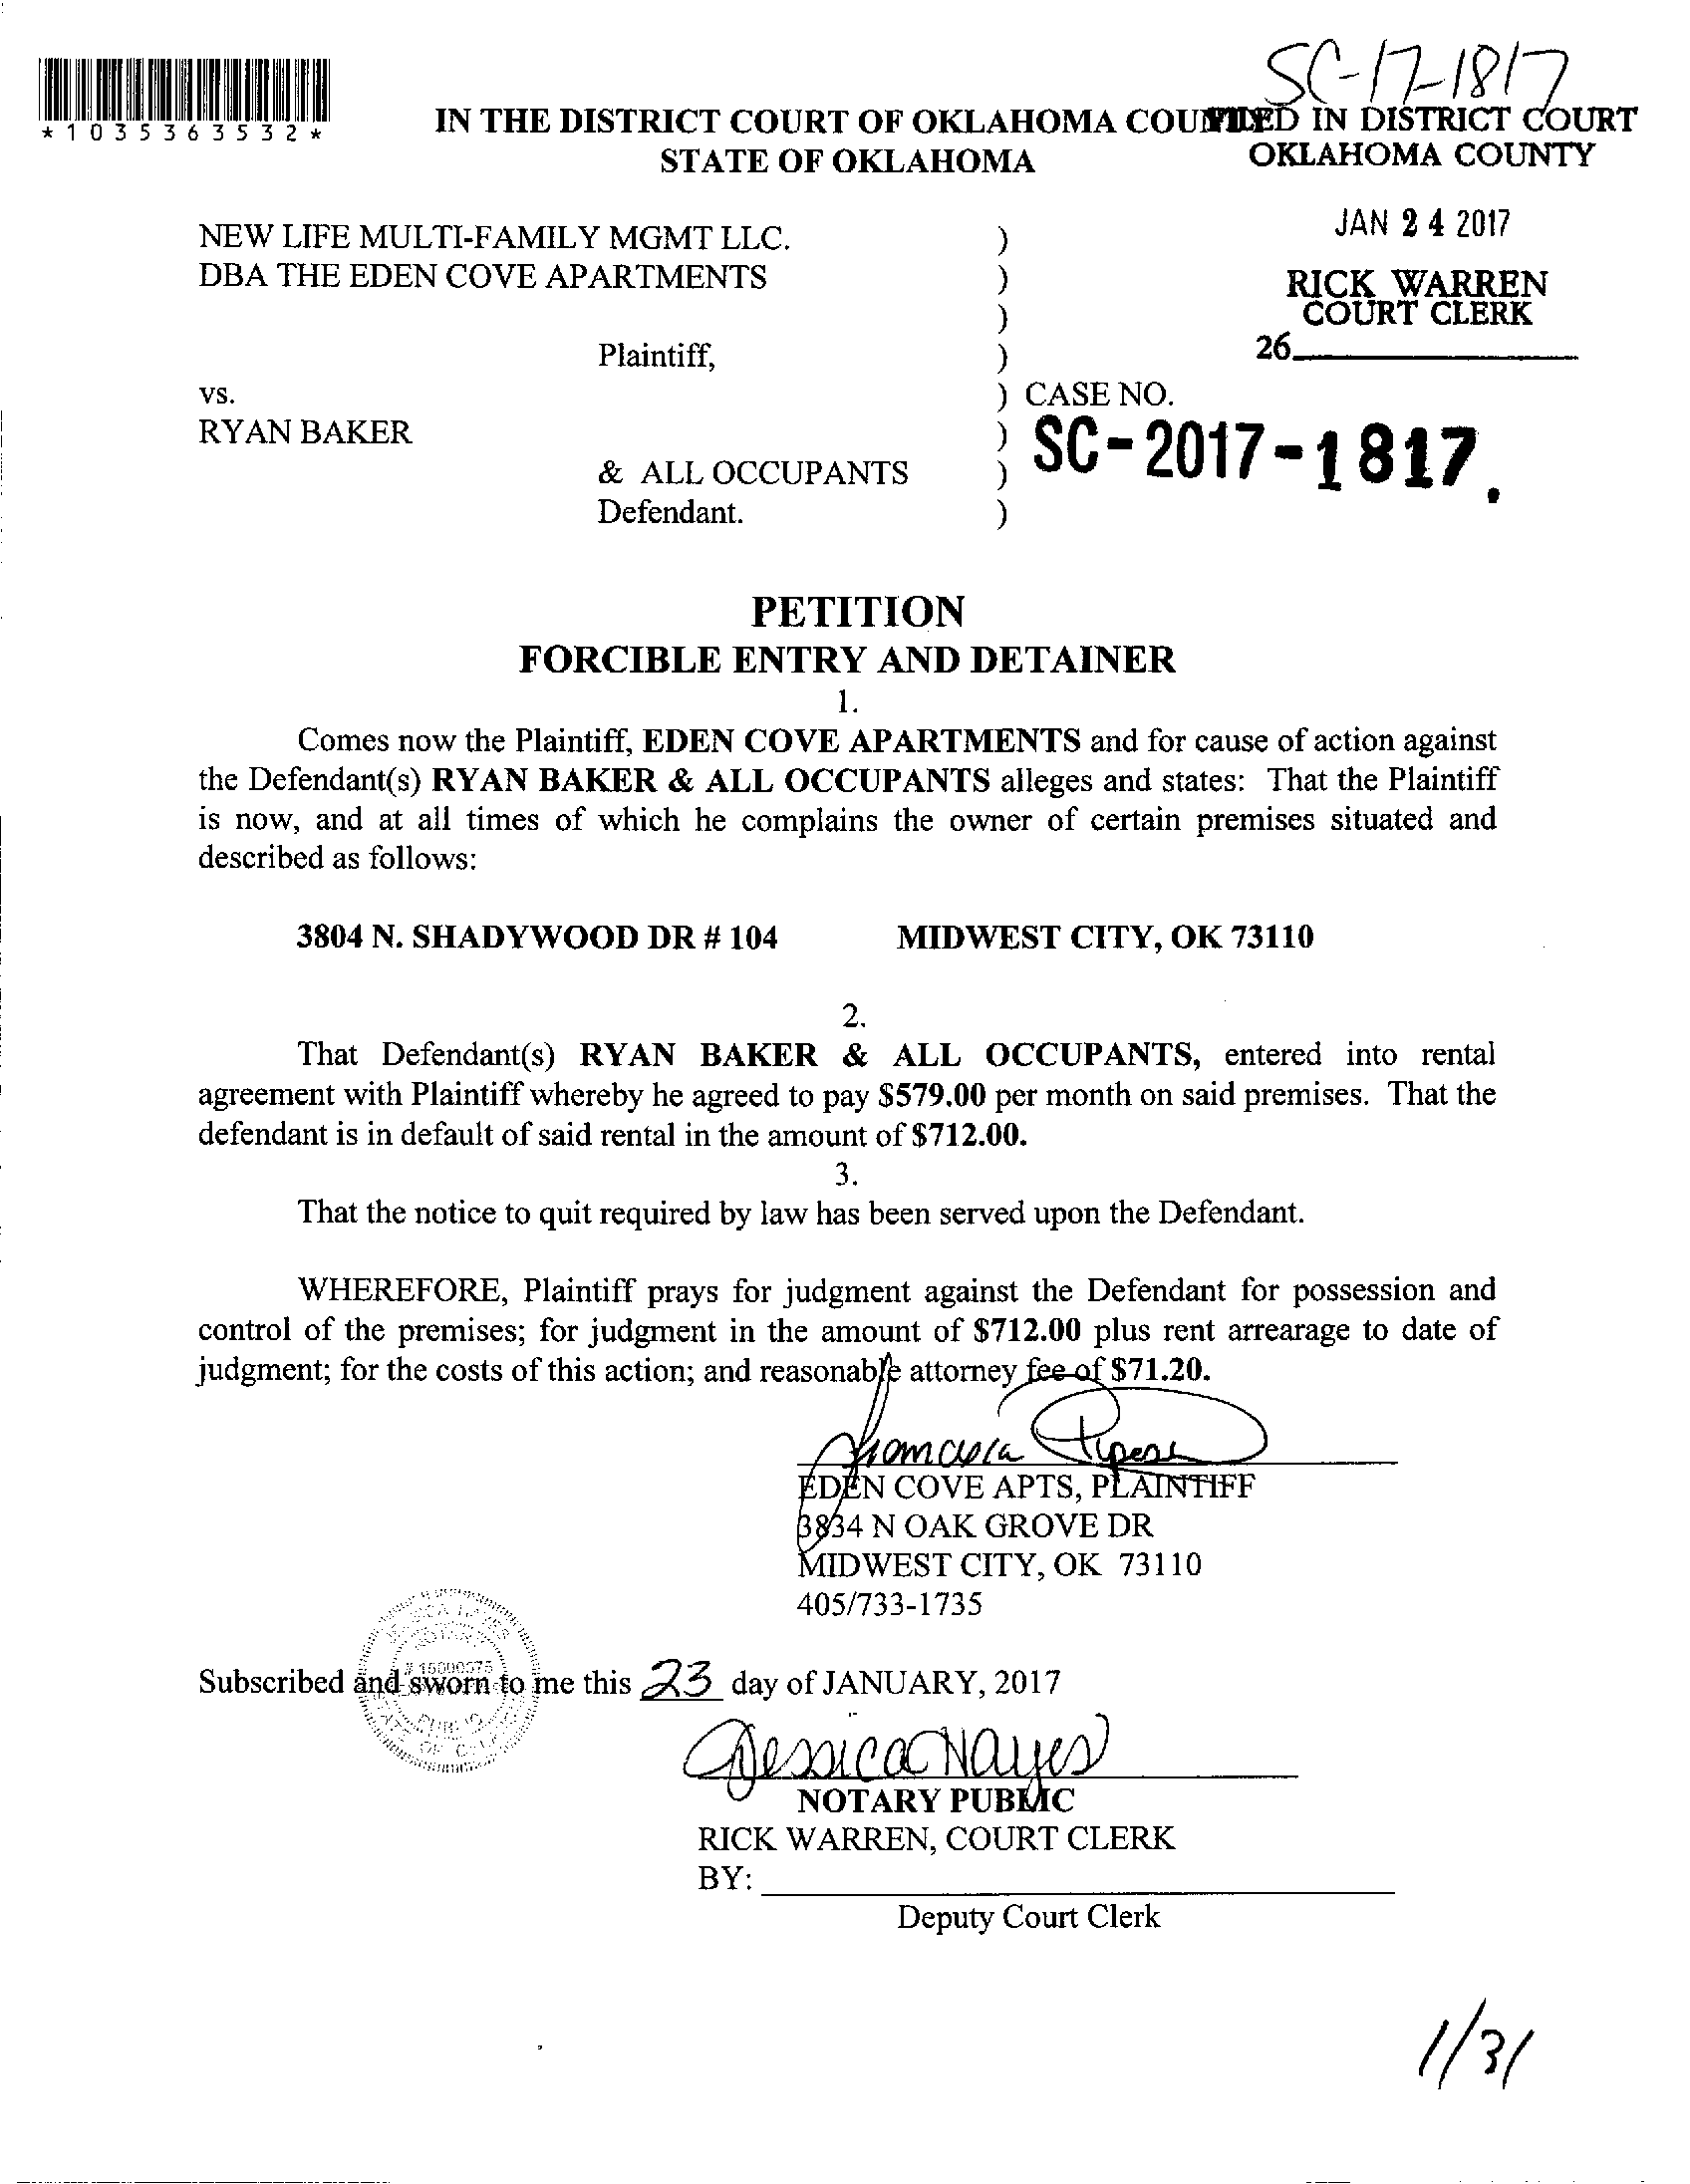 SC-17-1817
*1035363532*
IN THE DISTRICT COURT OF OKLAHOMA COUNTY
STATE OF OKLAHOMA
FILED IN DISTRICT COURT
OKLAHOMA COUNTY
JAN 24 2017
RICK WARREN
COURT CLERK
26
NEW LIFE MULTI-FAMILY MGMT LLC. )
DBA THE EDEN COVE APARTMENTS )
)
Plaintiff, )
vs. ) CASE NO.
RYAN BAKER ) SC-2017-1817.
& ALL OCCUPANTS )
Defendant. )
PETITION
FORCIBLE ENTRY AND DETAINER
1.
Comes now the Plaintiff, EDEN COVE APARTMENTS and for cause of action against
the Defendant(s) RYAN BAKER & ALL OCCUPANTS alleges and states: That the Plaintiff
is now, and at all times of which he complains the owner of certain premises situated and
described as follows:
3804 N. SHADYWOOD DR # 104 MIDWEST CITY, OK 73110
2.
That Defendant(s) RYAN BAKER & ALL OCCUPANTS, entered into rental
agreement with Plaintiff whereby he agreed to pay $579.00 per month on said premises. That the
defendant is in default of said rental in the amount of $712.00.
3.
That the notice to quit required by law has been served upon the Defendant.
WHEREFORE, Plaintiff prays for judgment against the Defendant for possession and
control of the premises; for judgment in the amount of $712.00 plus rent arrearage to date of
judgment; for the costs of this action; and reasonable attorney fee of $71.20.
EDEN COVE APTS, PLAINTIFF
3834 N OAK GROVE DR
MIDWEST CITY, OK 73110
405/733-1735
Subscribed and sworn to me this 23 day of JANUARY, 2017
Jessica Hayes
NOTARY PUBLIC
RICK WARREN, COURT CLERK
BY:
Deputy Court Clerk
1/31